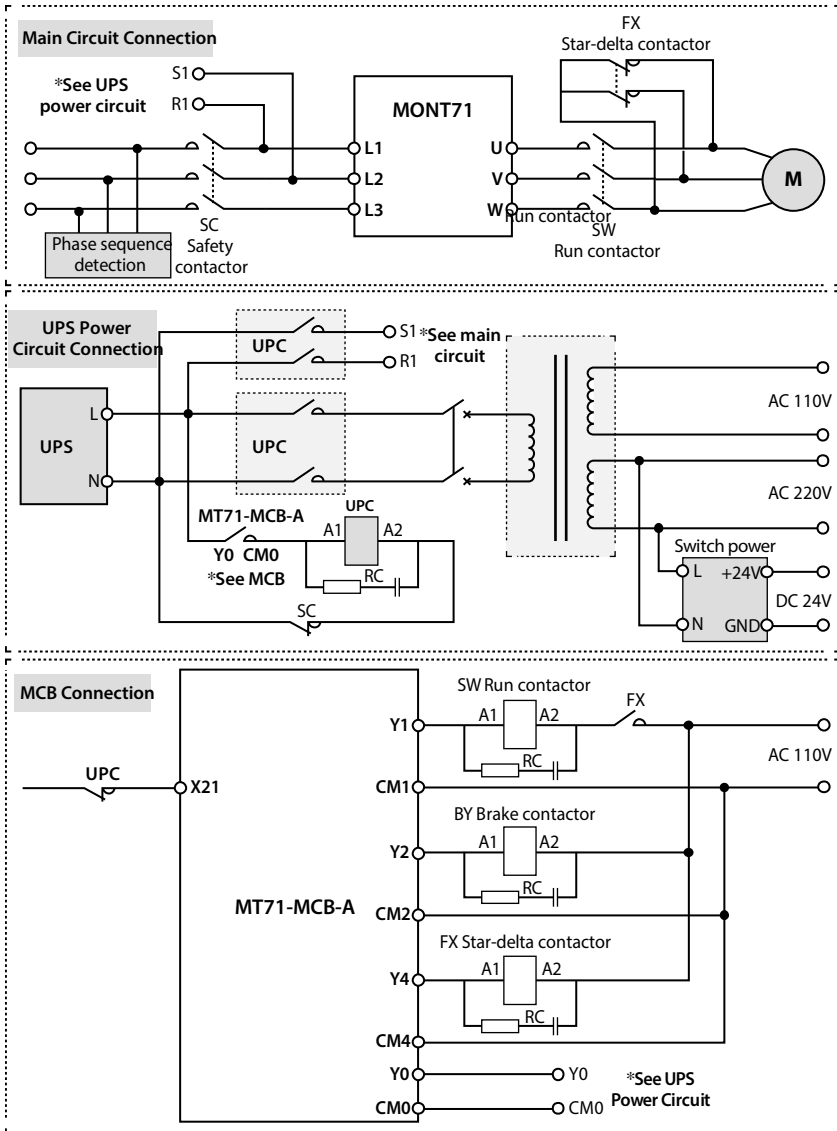 Main Circuit Connection
FX
Star-delta contactor
*See UPS
power circuit
S1
R1
MONT71
L1
L2
L3
U
V
W
M
SC
Safety
contactor
Phase sequence
detection
Run contactor
SW
Run contactor
UPS Power
Circuit Connection
UPC
S1
R1
*See main
circuit
UPS
L
N
UPC
AC 110V
AC 220V
MT71-MCB-A
Y0 CM0
*See MCB
UPC
A1
A2
RC
SC
Switch power
L
+24V
N
GND
DC 24V
MCB Connection
SW Run contactor
Y1
A1
A2
FX
RC
AC 110V
CM1
UPC
X21
BY Brake contactor
Y2
A1
A2
RC
CM2
MT71-MCB-A
FX Star-delta contactor
Y4
A1
A2
RC
CM4
Y0
Y0
CM0
CM0
*See UPS
Power Circuit